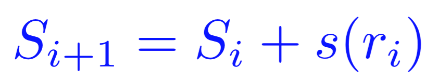 $S_{i+1} = S_i + s(r_i)$